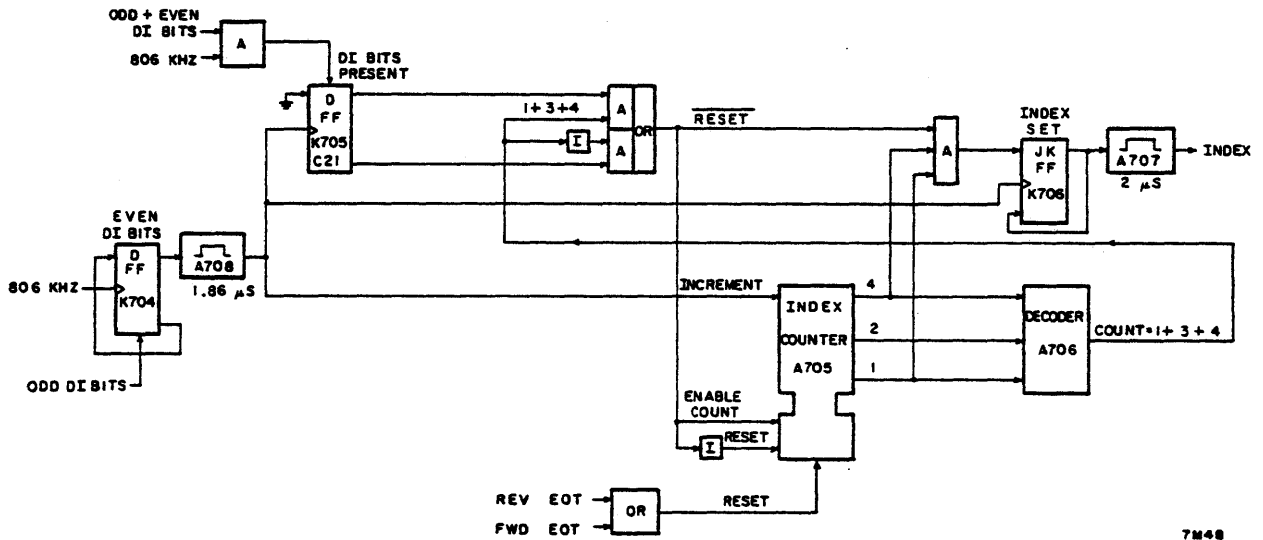 ODD + EVEN
DI BITS
806 KHZ
A
DI BITS
PRESENT
D
FF
K705
C21
1+3+4
A
I
A
OR
RESET
A
INDEX
SET
JK
FF
K706
A707
2 μS
INDEX
EVEN
DI BITS
D
FF
K704
806 KHZ
A708
1.86 μS
ODD DI BITS
INCREMENT
INDEX
COUNTER
A705
4
2
1
DECODER
A706
COUNT=1+3+4
ENABLE
COUNT
I
RESET
REV EOT
FWD EOT
OR
RESET
7M48